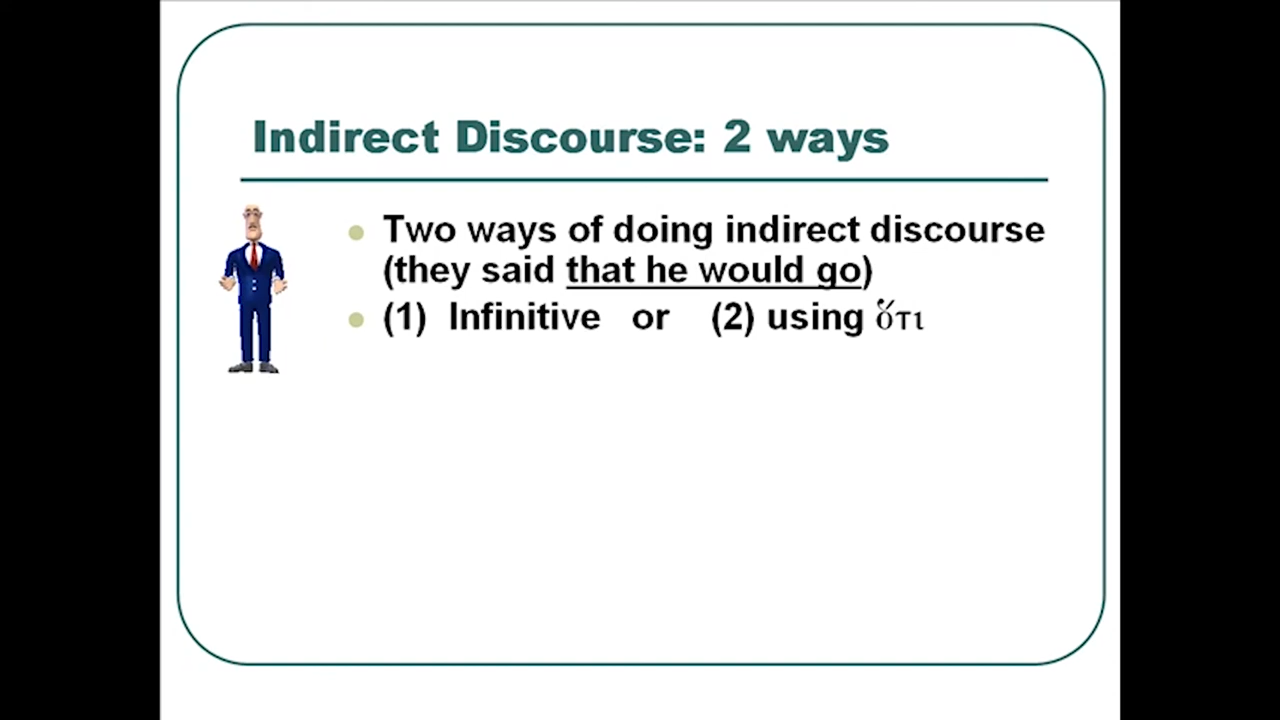 Indirect Discourse: 2 ways
Two ways of doing indirect discourse
(they said that he would go)
(1) Infinitive or (2) using ὅτι